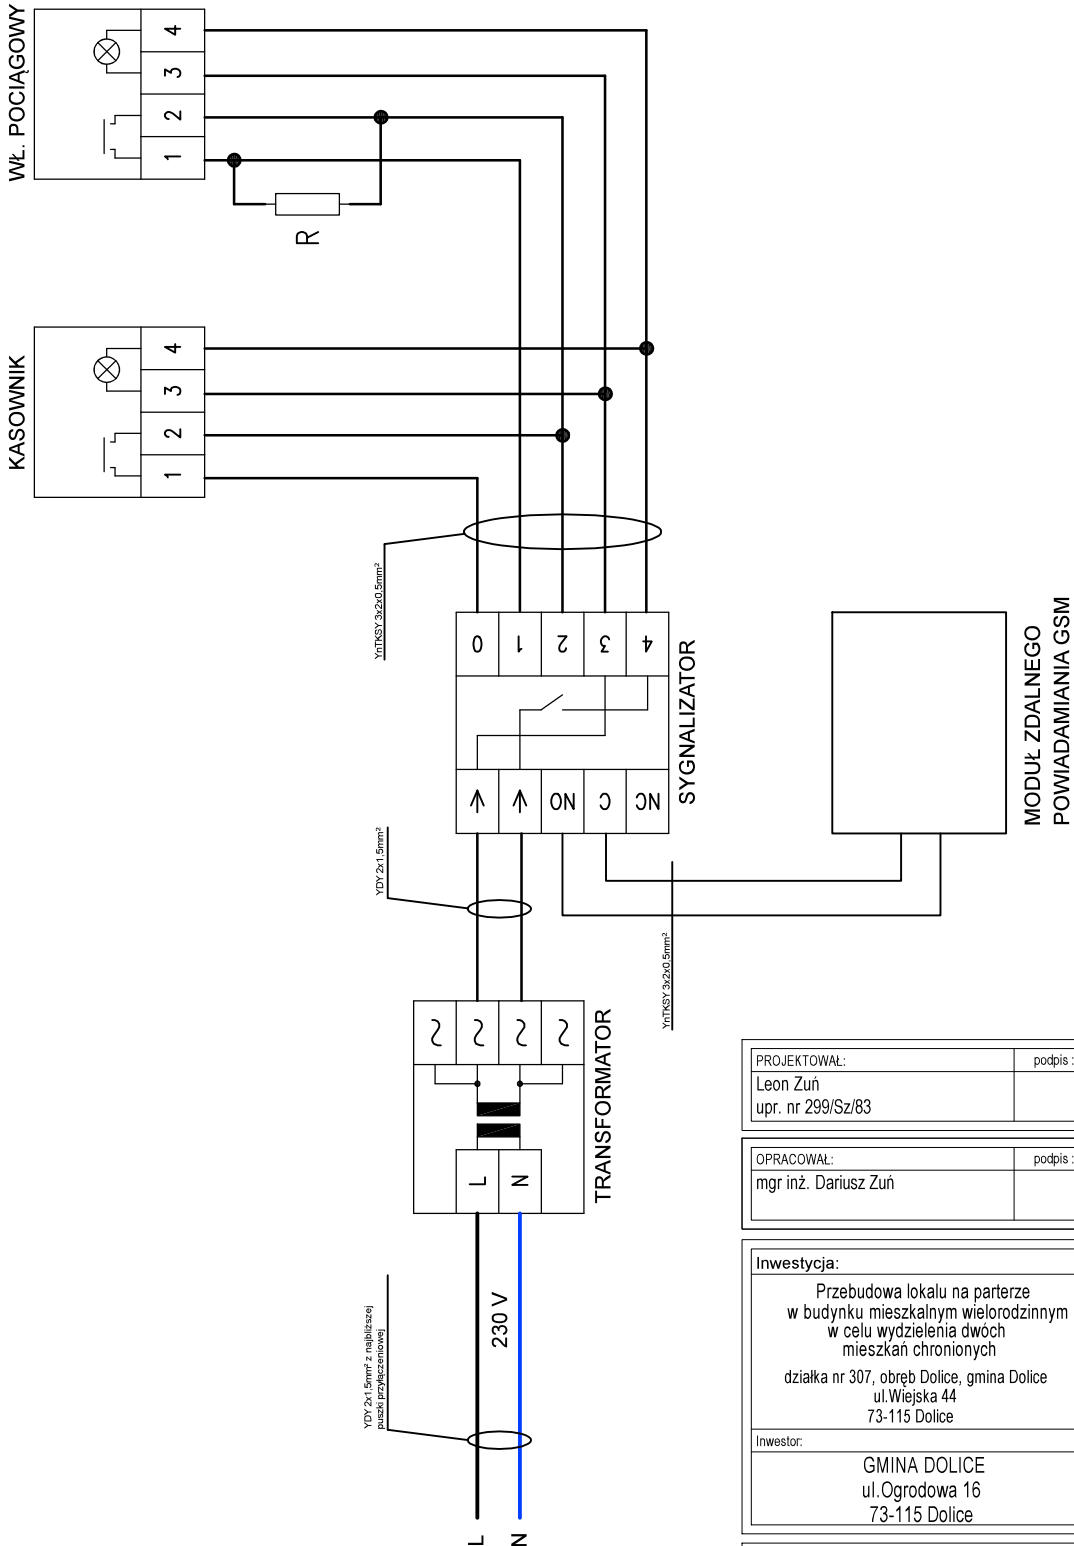 WŁ. POCIĄGOWY
4
3
2
1
R
KASOWNIK
4
3
2
1
YnTKSY 3x2x0,5mm²
0
1
2
3
4
SYGNALIZATOR
NO
C
NC
MODUŁ ZDALNEGO
POWIADAMIANIA GSM
YDY 2x1,5mm²
YnTKSY 3x2x0,5mm²
~
~
~
~
TRANSFORMATOR
L
N
YDY 2x1,5mm² z najbliższej
puszki przyłączeniowej
230 V
L
N
PROJEKTOWAŁ:
podpis :
Leon Zuń
upr. nr 299/Sz/83
OPRACOWAŁ:
podpis :
mgr inż. Dariusz Zuń
Inwestycja:
Przebudowa lokalu na parterze
w budynku mieszkalnym wielorodzinnym
w celu wydzielenia dwóch
mieszkań chronionych
działka nr 307, obręb Dolice, gmina Dolice
ul.Wiejska 44
73-115 Dolice
Inwestor:
GMINA DOLICE
ul.Ogrodowa 16
73-115 Dolice